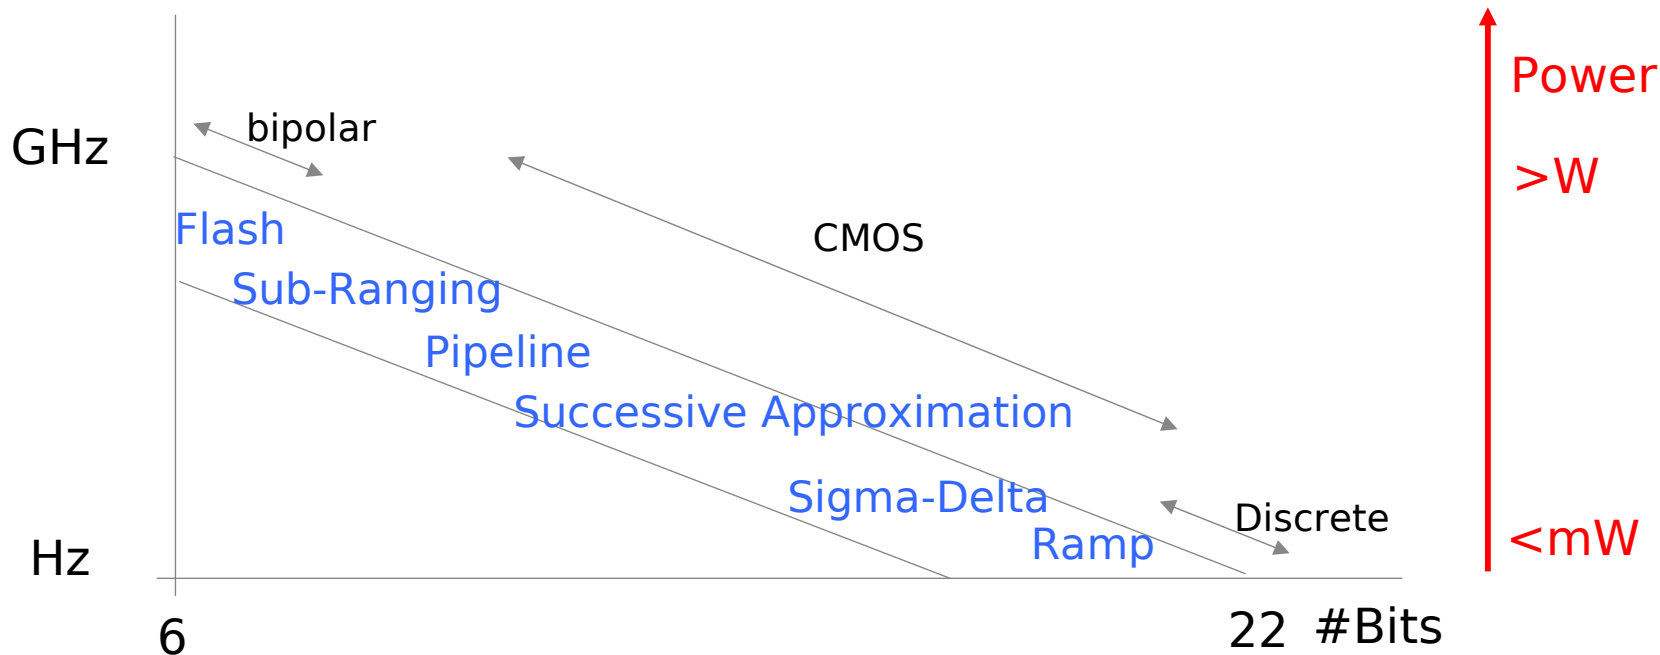 Power
bipolar
GHz
>W
Flash
CMOS
Sub-Ranging
Pipeline
Successive Approximation
Sigma-Delta
Discrete
Ramp
<mW
Hz
6
22 #Bits